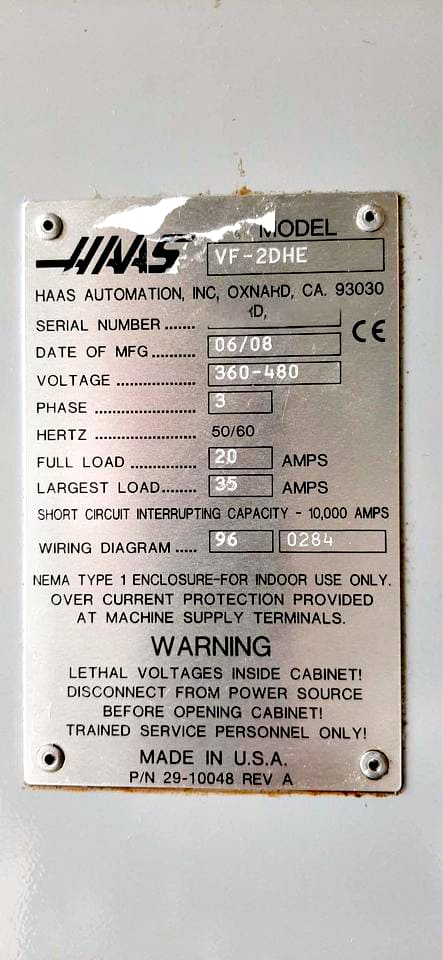 MODEL
HAAS VF-2DHE
HAAS AUTOMATION, INC, OXNARD, CA. 93030
SERIAL NUMBER ....... D,
CE
DATE OF MFG......... 06/08
VOLTAGE .............. 360-480
PHASE .................. 3
HERTZ .................. 50/60
FULL LOAD ........... 20 AMPS
LARGEST LOAD....... 35 AMPS
SHORT CIRCUIT INTERRUPTING CAPACITY - 10,000 AMPS
WIRING DIAGRAM ..... 96 0284
NEMA TYPE 1 ENCLOSURE-FOR INDOOR USE ONLY.
OVER CURRENT PROTECTION PROVIDED
AT MACHINE SUPPLY TERMINALS.
WARNING
LETHAL VOLTAGES INSIDE CABINET!
DISCONNECT FROM POWER SOURCE
BEFORE OPENING CABINET!
TRAINED SERVICE PERSONNEL ONLY!
MADE IN U.S.A.
P/N 29-10048 REV A